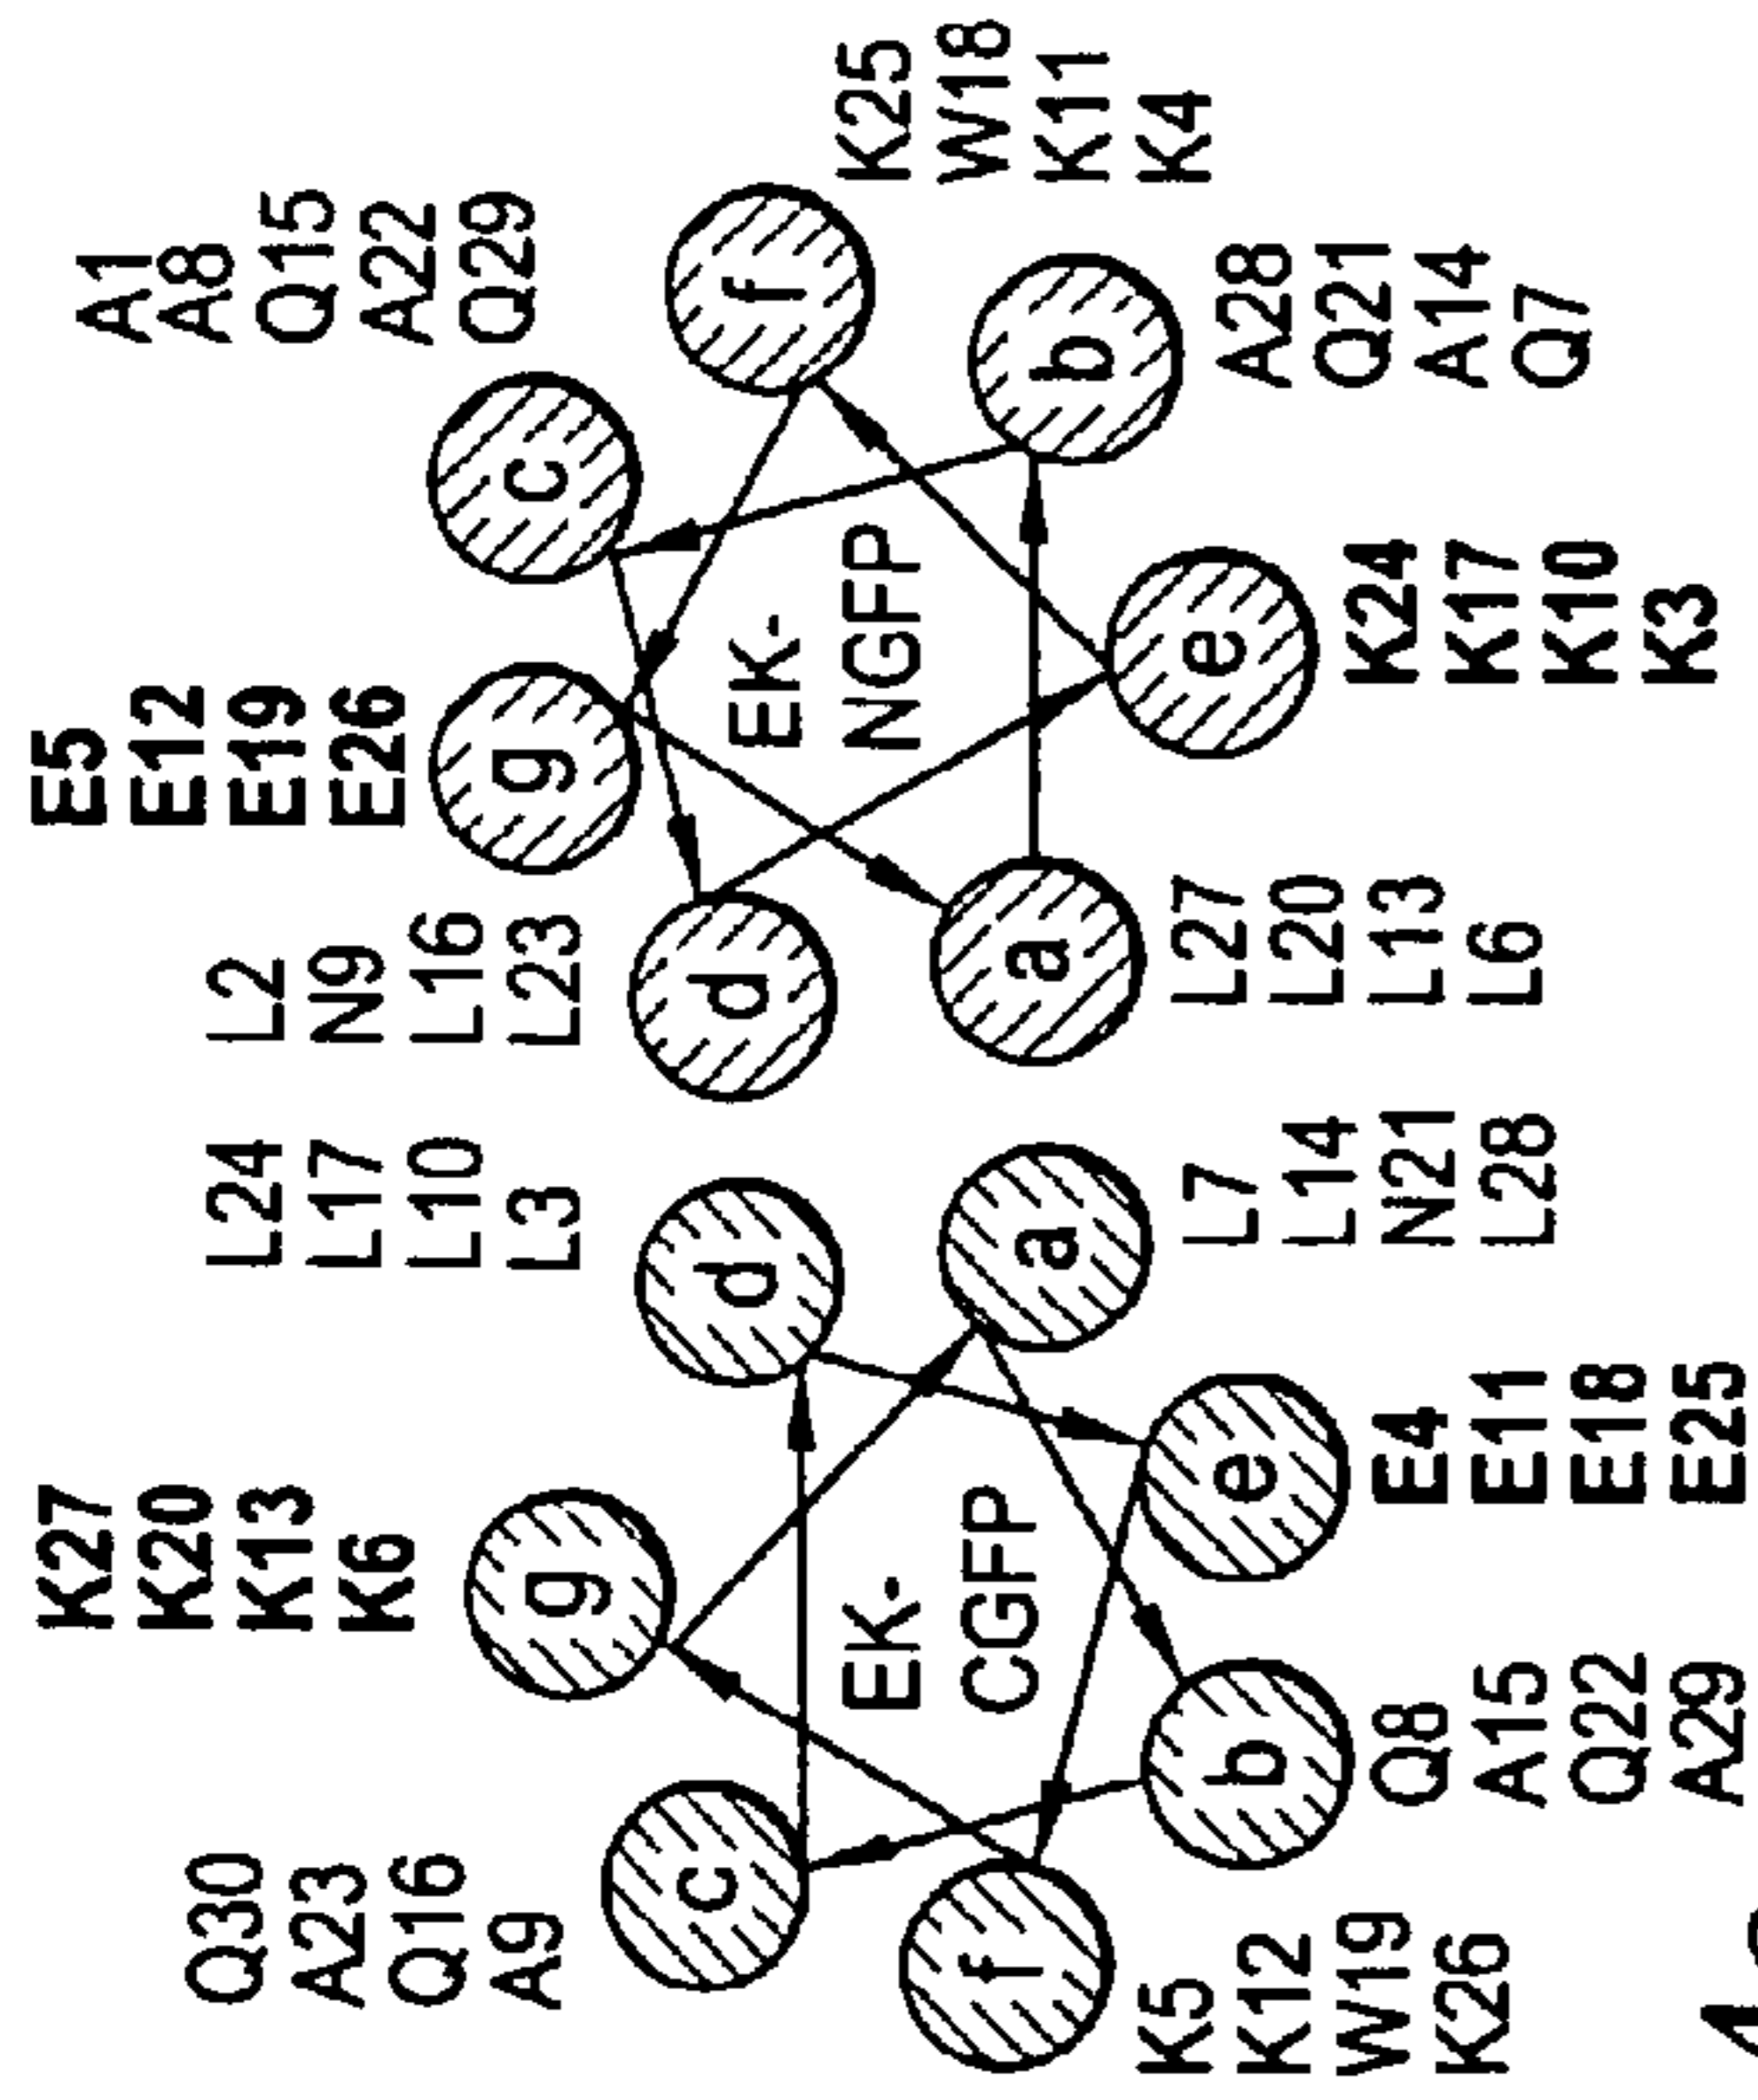 K27
K20
K13
K6
Q30
A23
Q16
A9
L24
L17
L10
L3
g
c
d
EK-
CGFP
f
a
b
e
K5
K12
W19
K26
L7
L14
N21
L28
Q8
A15
Q22
A29
E4
E11
E18
E25
E5
E12
E19
E26
A1
A8
Q15
A22
Q29
L2
N9
L16
L23
g
c
d
f
EK-
NGFP
a
b
e
K25
W18
K11
K4
L27
L20
L13
L6
A28
Q21
A14
Q7
K24
K17
K10
K3